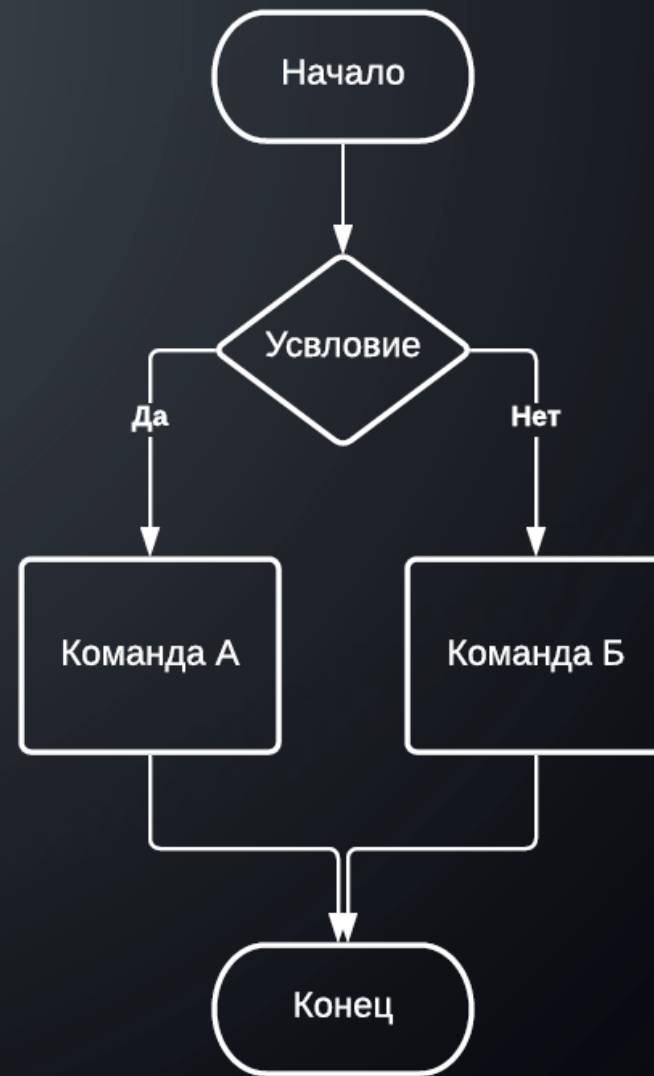 Начало
Усвловие
Да
Нет
Команда А
Команда Б
Конец